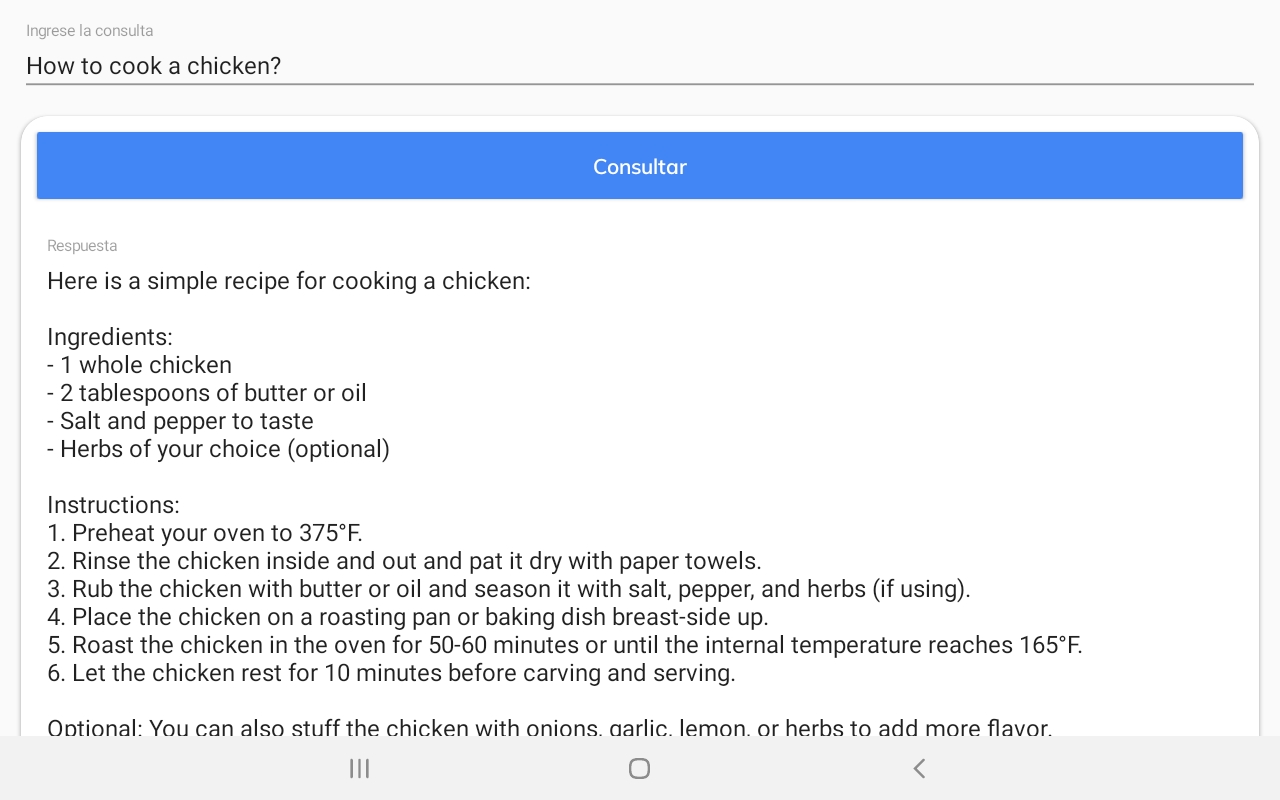 Ingrese la consulta
How to cook a chicken?
Consultar
Respuesta
Here is a simple recipe for cooking a chicken:
Ingredients:
- 1 whole chicken
- 2 tablespoons of butter or oil
- Salt and pepper to taste
- Herbs of your choice (optional)
Instructions:
1. Preheat your oven to 375°F.
2. Rinse the chicken inside and out and pat it dry with paper towels.
3. Rub the chicken with butter or oil and season it with salt, pepper, and herbs (if using).
4. Place the chicken on a roasting pan or baking dish breast-side up.
5. Roast the chicken in the oven for 50-60 minutes or until the internal temperature reaches 165°F.
6. Let the chicken rest for 10 minutes before carving and serving.
Optional: You can also stuff the chicken with onions, garlic, lemon, or herbs to add more flavor.